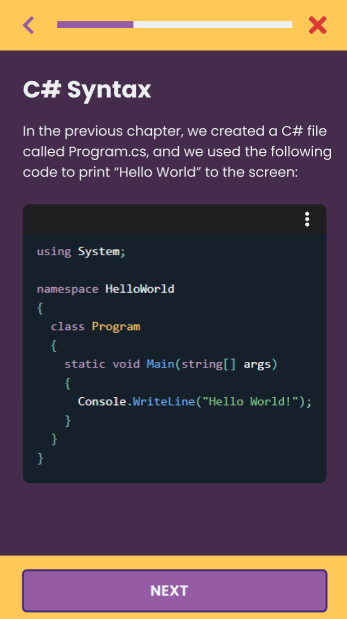 C# Syntax
In the previous chapter, we created a C# file
called Program.cs, and we used the following
code to print “Hello World” to the screen:
using System;
namespace HelloWorld
{
class Program
{
static void Main(string[] args)
{
Console.WriteLine("Hello World!");
}
}
}
NEXT